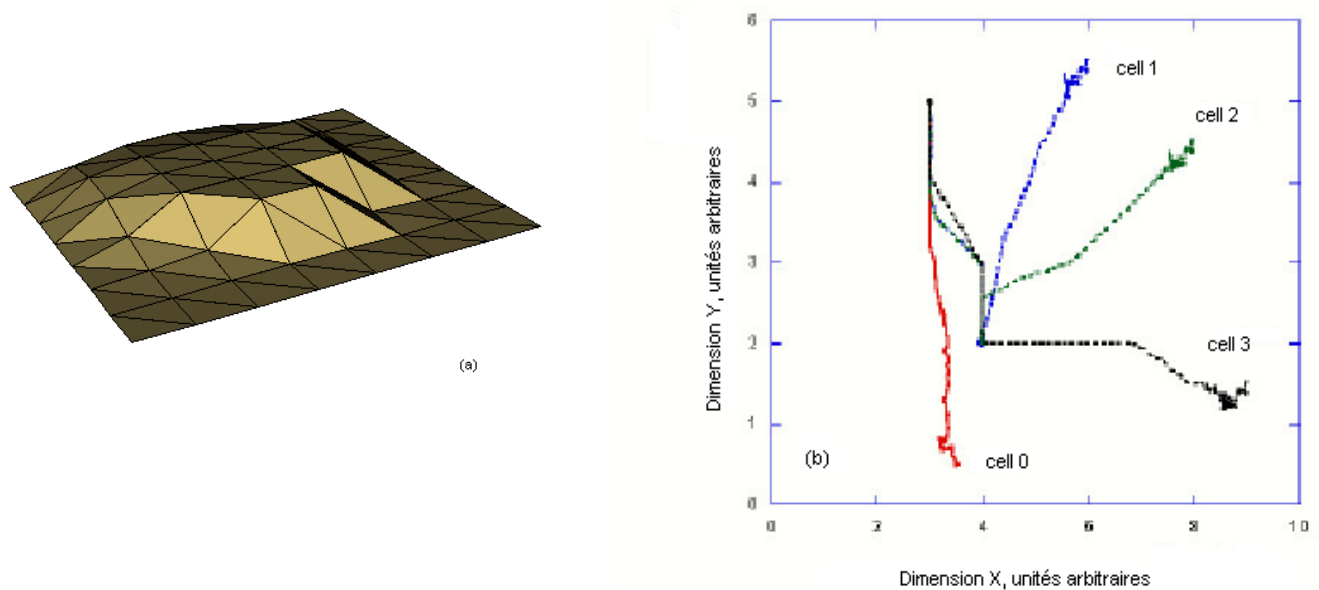 (a)
6
5
4
3
2
1
0
Dimension Y, unités arbitraires
cell 1
cell 2
cell 3
cell 0
(b)
0
2
4
6
8
10
Dimension X, unités arbitraires